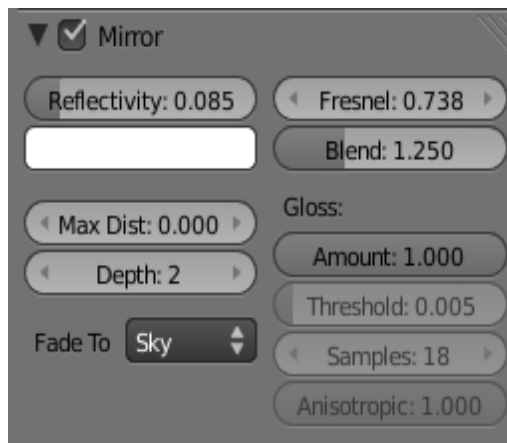 Mirror
Reflectivity: 0.085
Fresnel: 0.738
Blend: 1.250
Max Dist: 0.000
Depth: 2
Fade To Sky
Gloss:
Amount: 1.000
Threshold: 0.005
Samples: 18
Anisotropic: 1.000